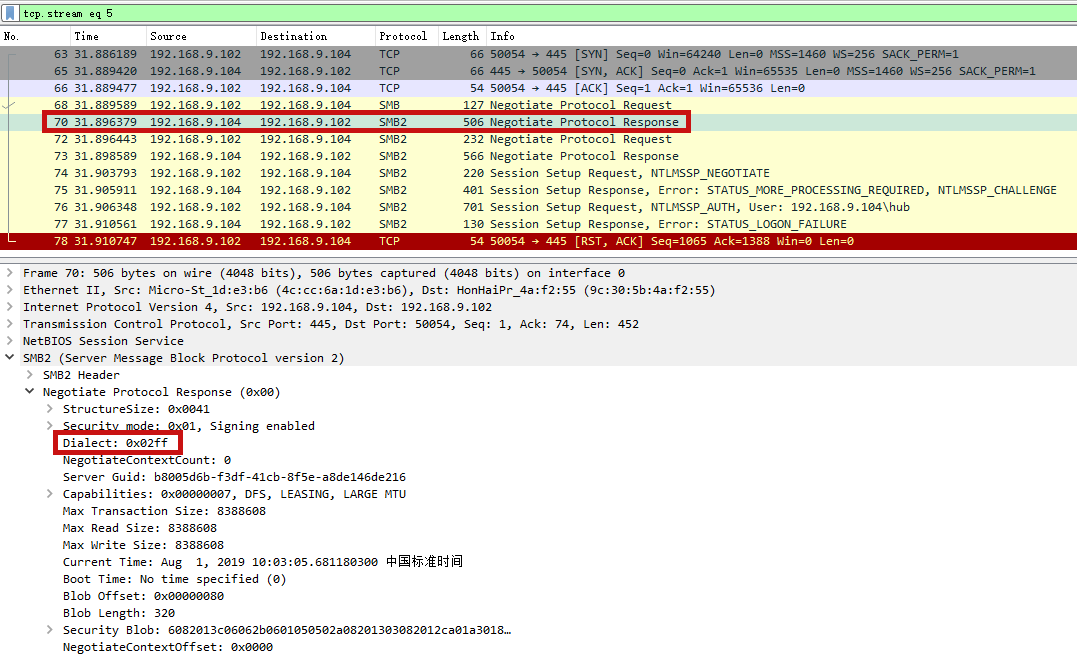 tcp.stream eq 5
No. Time Source Destination Protocol Length Info
63 31.886189 192.168.9.102 192.168.9.104 TCP 66 50054 → 445 [SYN] Seq=0 Win=64240 Len=0 MSS=1460 WS=256 SACK_PERM=1
65 31.889420 192.168.9.104 192.168.9.102 TCP 66 445 → 50054 [SYN, ACK] Seq=0 Ack=1 Win=65535 Len=0 MSS=1460 WS=256 SACK_PERM=1
66 31.889477 192.168.9.102 192.168.9.104 TCP 54 50054 → 445 [ACK] Seq=1 Ack=1 Win=65536 Len=0
68 31.889589 192.168.9.102 192.168.9.104 SMB 127 Negotiate Protocol Request
70 31.896379 192.168.9.104 192.168.9.102 SMB2 506 Negotiate Protocol Response
72 31.896443 192.168.9.102 192.168.9.104 SMB2 232 Negotiate Protocol Request
73 31.898589 192.168.9.104 192.168.9.102 SMB2 566 Negotiate Protocol Response
74 31.903793 192.168.9.102 192.168.9.104 SMB2 220 Session Setup Request, NTLMSSP_NEGOTIATE
75 31.905911 192.168.9.104 192.168.9.102 SMB2 401 Session Setup Response, Error: STATUS_MORE_PROCESSING_REQUIRED, NTLMSSP_CHALLENGE
76 31.906348 192.168.9.102 192.168.9.104 SMB2 701 Session Setup Request, NTLMSSP_AUTH, User: 192.168.9.104\hub
77 31.910561 192.168.9.104 192.168.9.102 SMB2 130 Session Setup Response, Error: STATUS_LOGON_FAILURE
78 31.910747 192.168.9.102 192.168.9.104 TCP 54 50054 → 445 [RST, ACK] Seq=1065 Ack=1388 Win=0 Len=0
Frame 70: 506 bytes on wire (4048 bits), 506 bytes captured (4048 bits) on interface 0
Ethernet II, Src: Micro-St_1d:e3:b6 (4c:cc:6a:1d:e3:b6), Dst: HonHaiPr_4a:f2:55 (9c:30:5b:4a:f2:55)
Internet Protocol Version 4, Src: 192.168.9.104, Dst: 192.168.9.102
Transmission Control Protocol, Src Port: 445, Dst Port: 50054, Seq: 1, Ack: 74, Len: 452
NetBIOS Session Service
SMB2 (Server Message Block Protocol version 2)
SMB2 Header
Negotiate Protocol Response (0x00)
StructureSize: 0x0041
Security mode: 0x01, Signing enabled
Dialect: 0x02ff
NegotiateContextCount: 0
Server Guid: b8005d6b-f3df-41cb-8f5e-a8de146de216
Capabilities: 0x00000007, DFS, LEASING, LARGE MTU
Max Transaction Size: 8388608
Max Read Size: 8388608
Max Write Size: 8388608
Current Time: Aug  1, 2019 10:03:05.681180300 中国标准时间
Boot Time: No time specified (0)
Blob Offset: 0x00000080
Blob Length: 320
Security Blob: 6082013c06062b0601050502a08201303082012ca01a3018…
NegotiateContextOffset: 0x0000